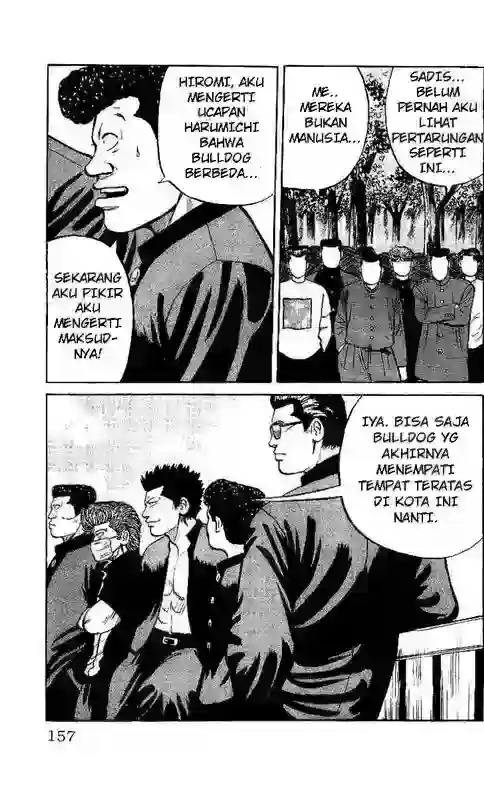 SADIS...
BELUM
PERNAH AKU
LIHAT
PERTARUNGAN
SEPERTI
INI...
ME..
MEREKA
BUKAN
MANUSIA...
HIROMI, AKU
MENGERTI
UCAPAN
HARUMICHI
BAHWA
BULLDOG
BERBEDA...
SEKARANG
AKU PIKIR
AKU
MENGERTI
MAKSUD-
NYA!
IYA. BISA SAJA
BULLDOG YG
AKHIRNYA
MENEMPATI
TEMPAT TERATAS
DI KOTA INI
NANTI.
157